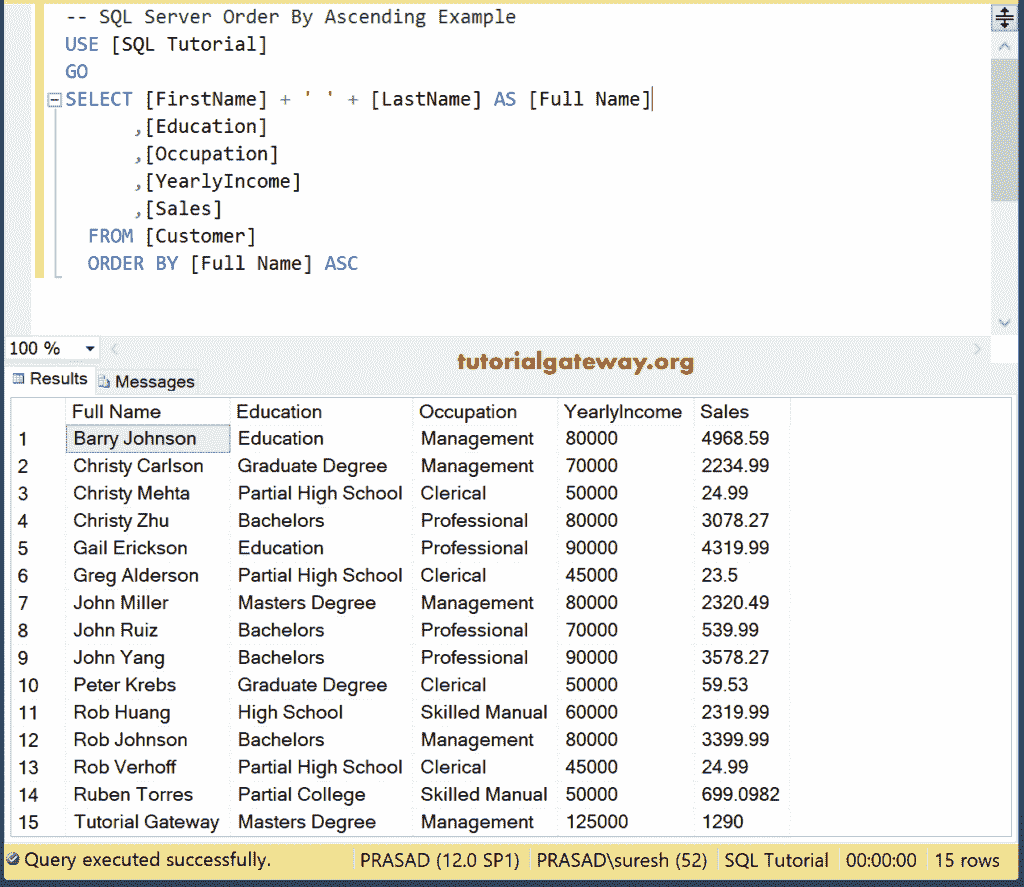 -- SQL Server Order By Ascending Example
USE [SQL Tutorial]
GO
SELECT [FirstName] + ' ' + [LastName] AS [Full Name]
,[Education]
,[Occupation]
,[YearlyIncome]
,[Sales]
FROM [Customer]
ORDER BY [Full Name] ASC
100 %
tutorialgateway.org
Results Messages
Full Name Education Occupation YearlyIncome Sales
1 Barry Johnson Education Management 80000 4968.59
2 Christy Carlson Graduate Degree Management 70000 2234.99
3 Christy Mehta Partial High School Clerical 50000 24.99
4 Christy Zhu Bachelors Professional 80000 3078.27
5 Gail Erickson Education Professional 90000 4319.99
6 Greg Alderson Partial High School Clerical 45000 23.5
7 John Miller Masters Degree Management 80000 2320.49
8 John Ruiz Bachelors Professional 70000 539.99
9 John Yang Bachelors Professional 90000 3578.27
10 Peter Krebs Graduate Degree Clerical 50000 59.53
11 Rob Huang High School Skilled Manual 60000 2319.99
12 Rob Johnson Bachelors Management 80000 3399.99
13 Rob Verhoff Partial High School Clerical 45000 24.99
14 Ruben Torres Partial College Skilled Manual 50000 699.0982
15 Tutorial Gateway Masters Degree Management 125000 1290
Query executed successfully. PRASAD (12.0 SP1) PRASAD\suresh (52) SQL Tutorial 00:00:00 15 rows